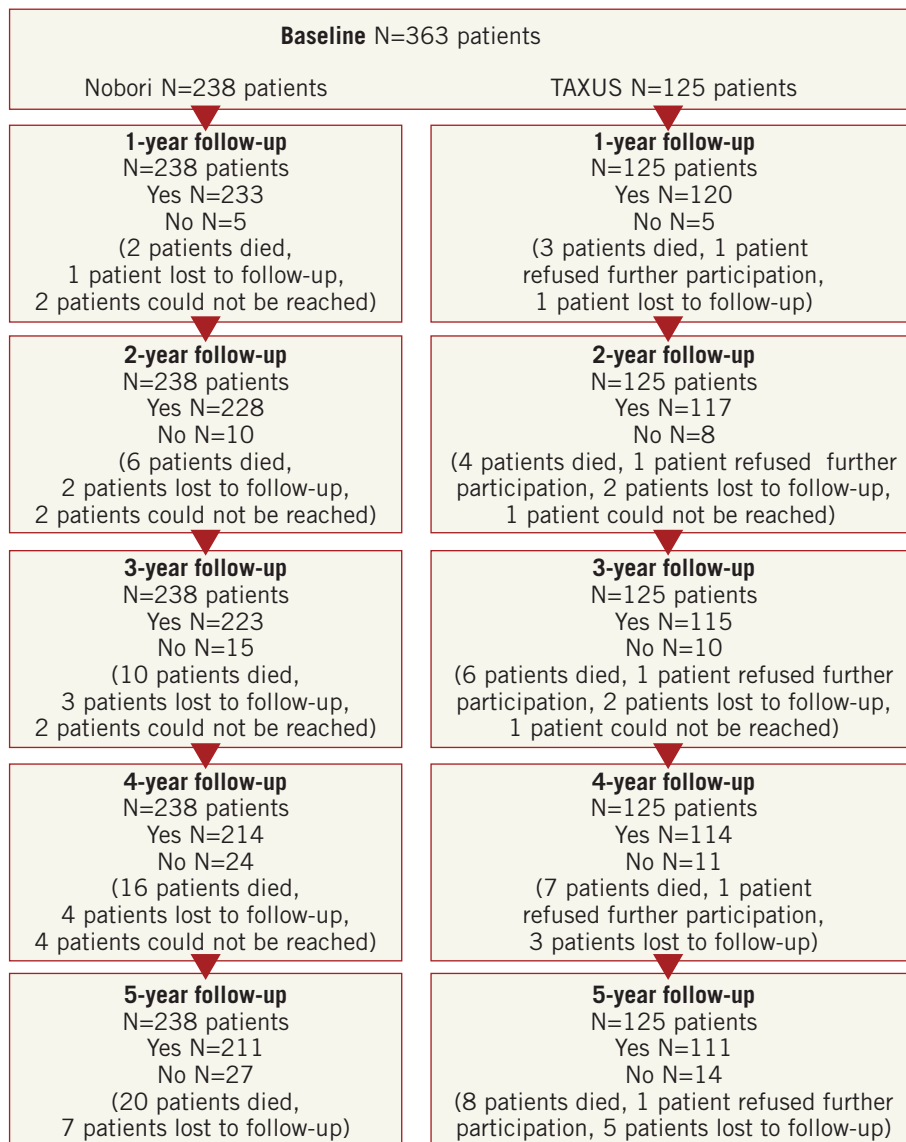 Baseline N=363 patients
Nobori N=238 patients
TAXUS N=125 patients
1-year follow-up
N=238 patients
Yes N=233
No N=5
(2 patients died,
1 patient lost to follow-up,
2 patients could not be reached)
1-year follow-up
N=125 patients
Yes N=120
No N=5
(3 patients died, 1 patient
refused further participation,
1 patient lost to follow-up)
2-year follow-up
N=238 patients
Yes N=228
No N=10
(6 patients died,
2 patients lost to follow-up,
2 patients could not be reached)
2-year follow-up
N=125 patients
Yes N=117
No N=8
(4 patients died, 1 patient refused further
participation, 2 patients lost to follow-up,
1 patient could not be reached)
3-year follow-up
N=238 patients
Yes N=223
No N=15
(10 patients died,
3 patients lost to follow-up,
2 patients could not be reached)
3-year follow-up
N=125 patients
Yes N=115
No N=10
(6 patients died, 1 patient refused further
participation, 2 patients lost to follow-up,
1 patient could not be reached)
4-year follow-up
N=238 patients
Yes N=214
No N=24
(16 patients died,
4 patients lost to follow-up,
4 patients could not be reached)
4-year follow-up
N=125 patients
Yes N=114
No N=11
(7 patients died, 1 patient
refused further participation,
3 patients lost to follow-up)
5-year follow-up
N=238 patients
Yes N=211
No N=27
(20 patients died,
7 patients lost to follow-up)
5-year follow-up
N=125 patients
Yes N=111
No N=14
(8 patients died, 1 patient refused further
participation, 5 patients lost to follow-up)